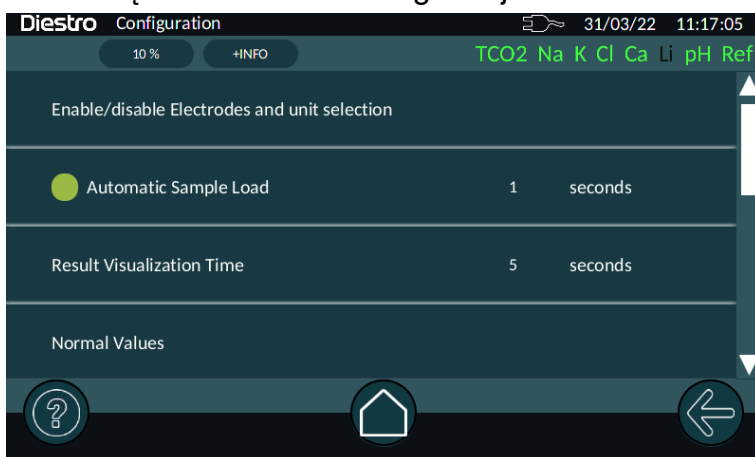 Diestro Configuration 31/03/22 11:17:05
10 % +INFO TCO2 Na K Cl Ca Li pH Ref
Enable/disable Electrodes and unit selection
Automatic Sample Load 1 seconds
Result Visualization Time 5 seconds
Normal Values
?